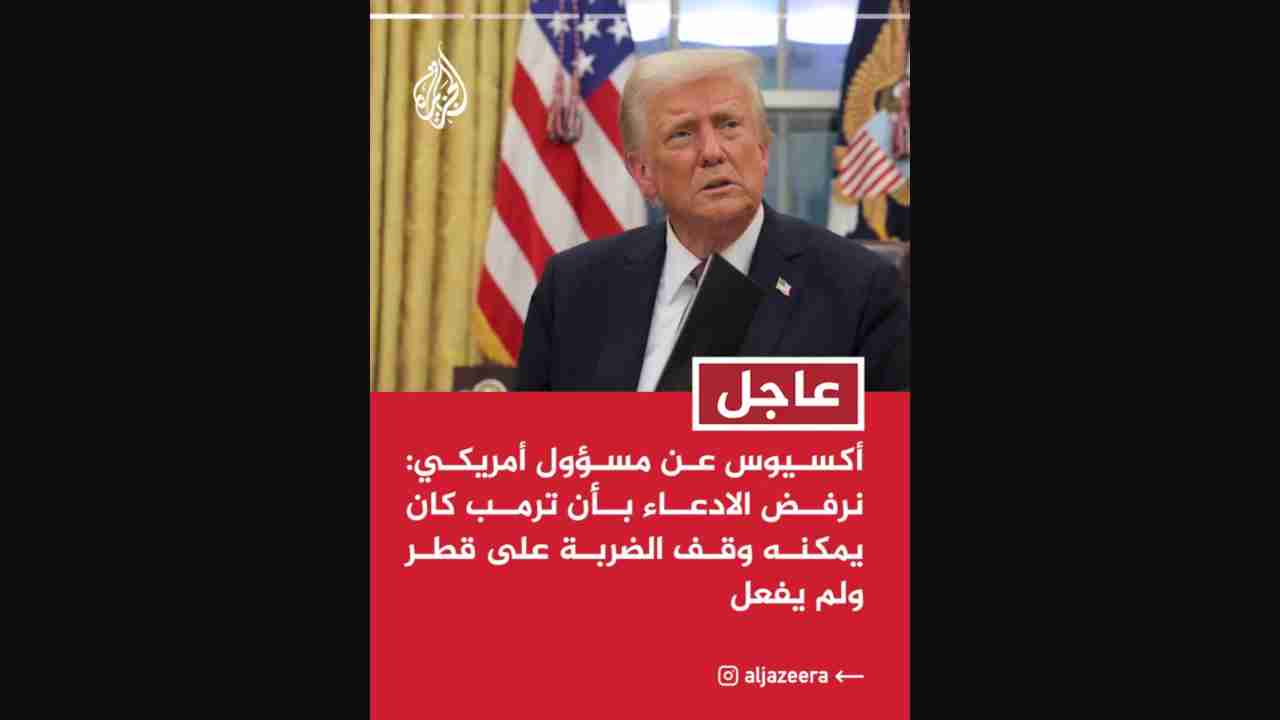 الجزيرة
عاجل
أكسيوس عن مسؤول أمريكي:
نرفض الادعاء بأن ترمب كان
يمكنه وقف الضربة على قطر
ولم يفعل
aljazeera